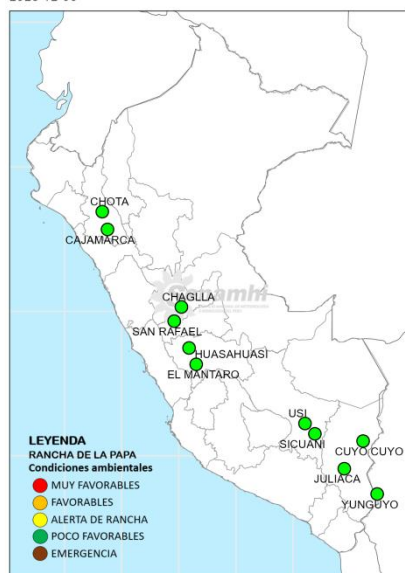 CHOTA
CAJAMARCA
CHAGLLA
Senamhi
SAN RAFAEL
HUASAHUASI
EL MANTARO
USI
SICUANI
CUYO CUYO
JULIACA
YUNGUYO
LEYENDA
RANCHA DE LA PAPA
Condiciones ambientales
MUY FAVORABLES
FAVORABLES
ALERTA DE RANCHA
POCO FAVORABLES
EMERGENCIA